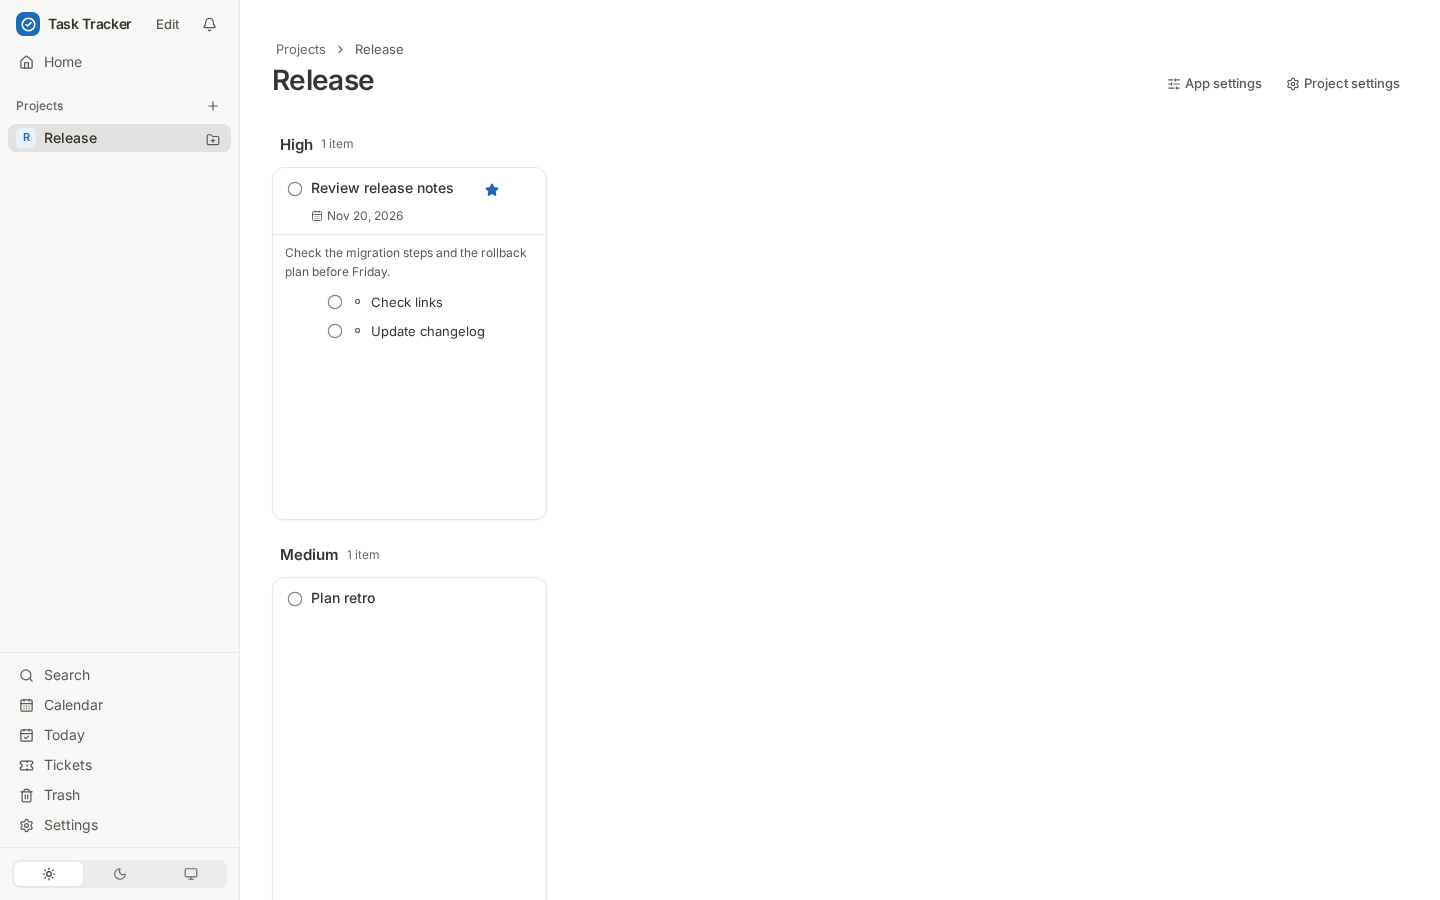 Task Tracker
Edit
Home
Projects
R
Release
Search
Calendar
Today
Tickets
Trash
Settings
Projects > Release
Release
App settings
Project settings
High
1 item
Review release notes
Nov 20, 2026
Check the migration steps and the rollback
plan before Friday.
Check links
Update changelog
Medium
1 item
Plan retro